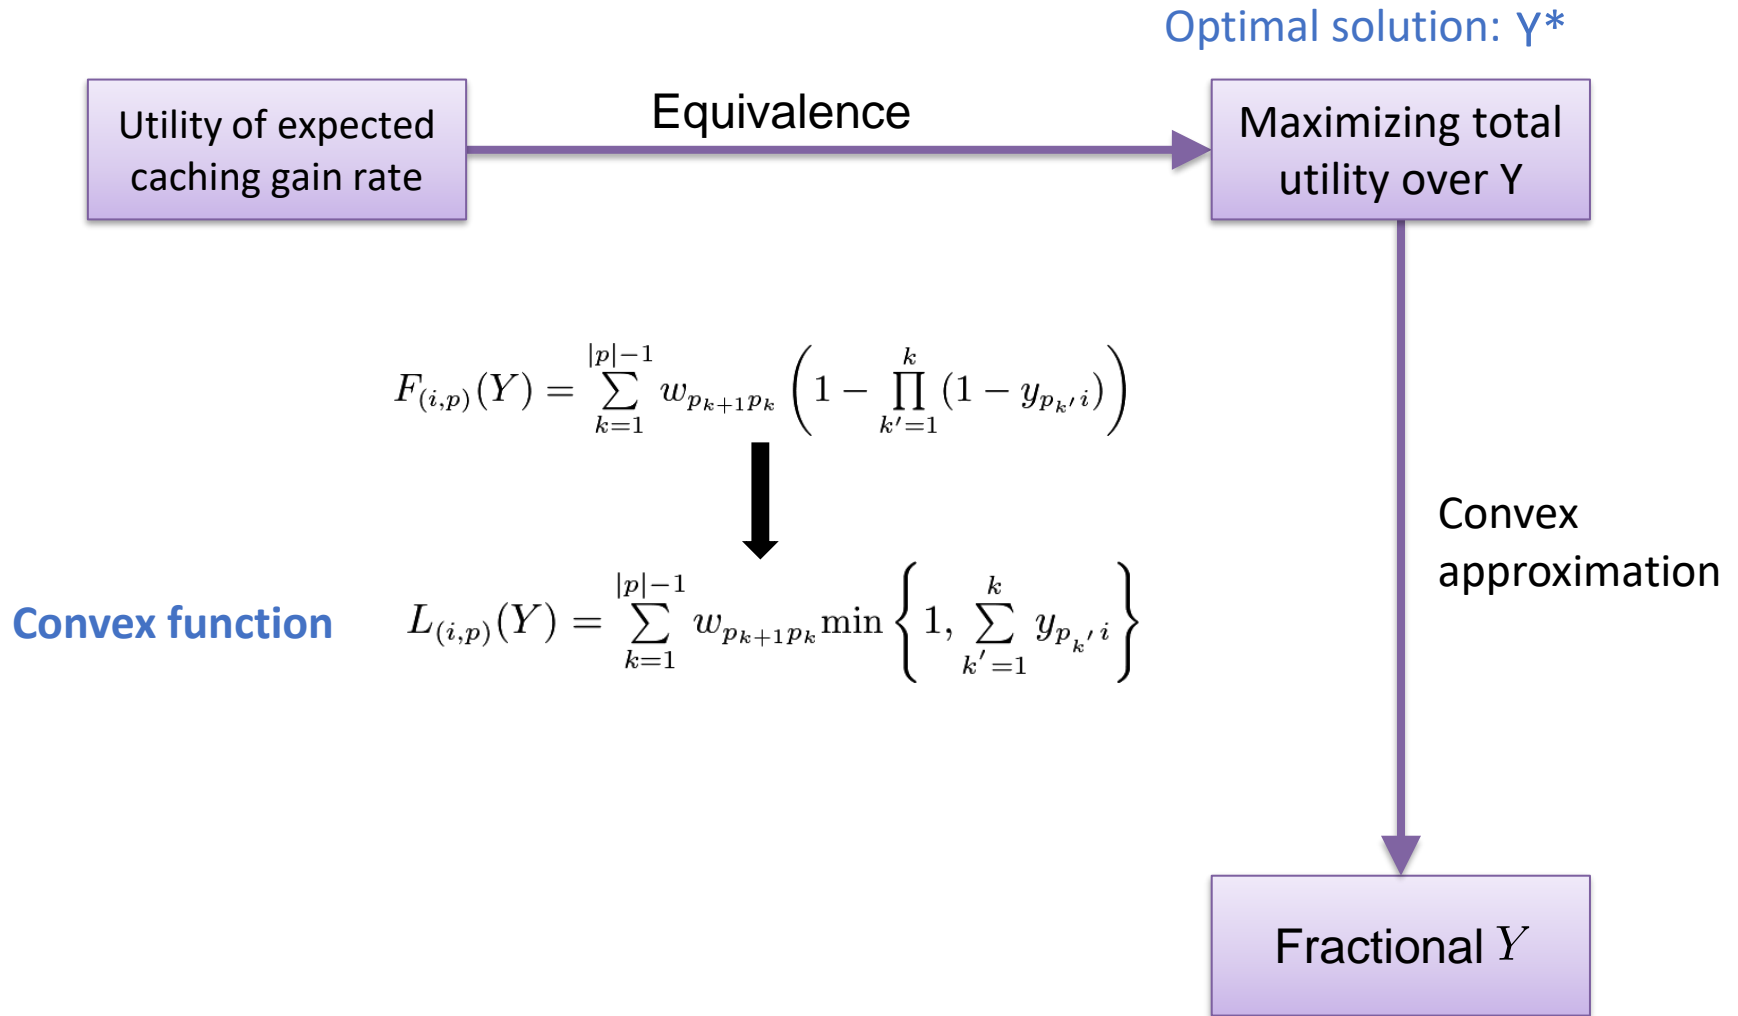 Optimal solution: Y*
Utility of expected
caching gain rate
Equivalence
Maximizing total
utility over Y
F_{(i,p)}(Y) = \sum_{k=1}^{|p|-1} w_{p_{k+1}p_k} \left( 1 - \prod_{k'=1}^{k} (1 - y_{p_{k'}i}) \right)
Convex
approximation
Convex function
L_{(i,p)}(Y) = \sum_{k=1}^{|p|-1} w_{p_{k+1}p_k} \min \left\{ 1, \sum_{k'=1}^{k} y_{p_{k'}i} \right\}
Fractional Y